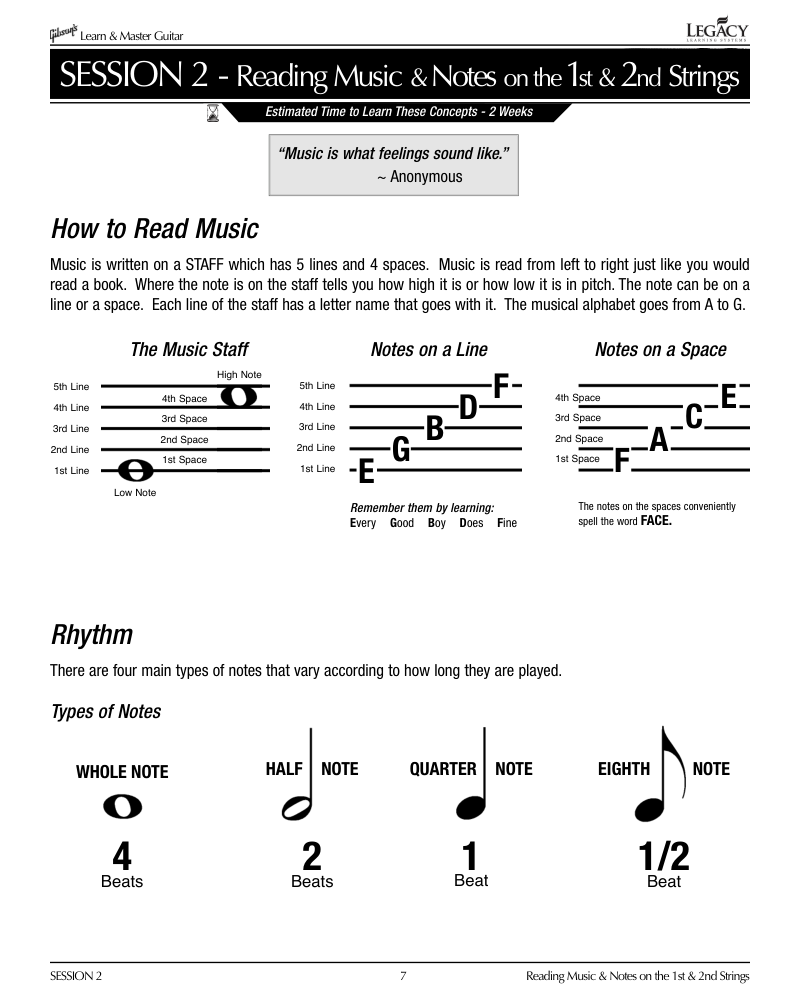 Gibson's Learn & Master Guitar
LEGACY
LEARNING SYSTEMS
SESSION 2 - Reading Music & Notes on the 1st & 2nd Strings
Estimated Time to Learn These Concepts - 2 Weeks
“Music is what feelings sound like.”
~ Anonymous
How to Read Music
Music is written on a STAFF which has 5 lines and 4 spaces. Music is read from left to right just like you would
read a book. Where the note is on the staff tells you how high it is or how low it is in pitch. The note can be on a
line or a space. Each line of the staff has a letter name that goes with it. The musical alphabet goes from A to G.
The Music Staff
High Note
5th Line
4th Space
4th Line
3rd Space
3rd Line
2nd Space
2nd Line
1st Space
1st Line
Low Note
Notes on a Line
5th Line
4th Line
3rd Line
2nd Line
1st Line
E G B D F
Remember them by learning:
Every Good Boy Does Fine
Notes on a Space
4th Space
3rd Space
2nd Space
1st Space
F A C E
The notes on the spaces conveniently
spell the word FACE.
Rhythm
There are four main types of notes that vary according to how long they are played.
Types of Notes
WHOLE NOTE
4
Beats
HALF NOTE
2
Beats
QUARTER NOTE
1
Beat
EIGHTH NOTE
1/2
Beat
SESSION 2 7 Reading Music & Notes on the 1st & 2nd Strings